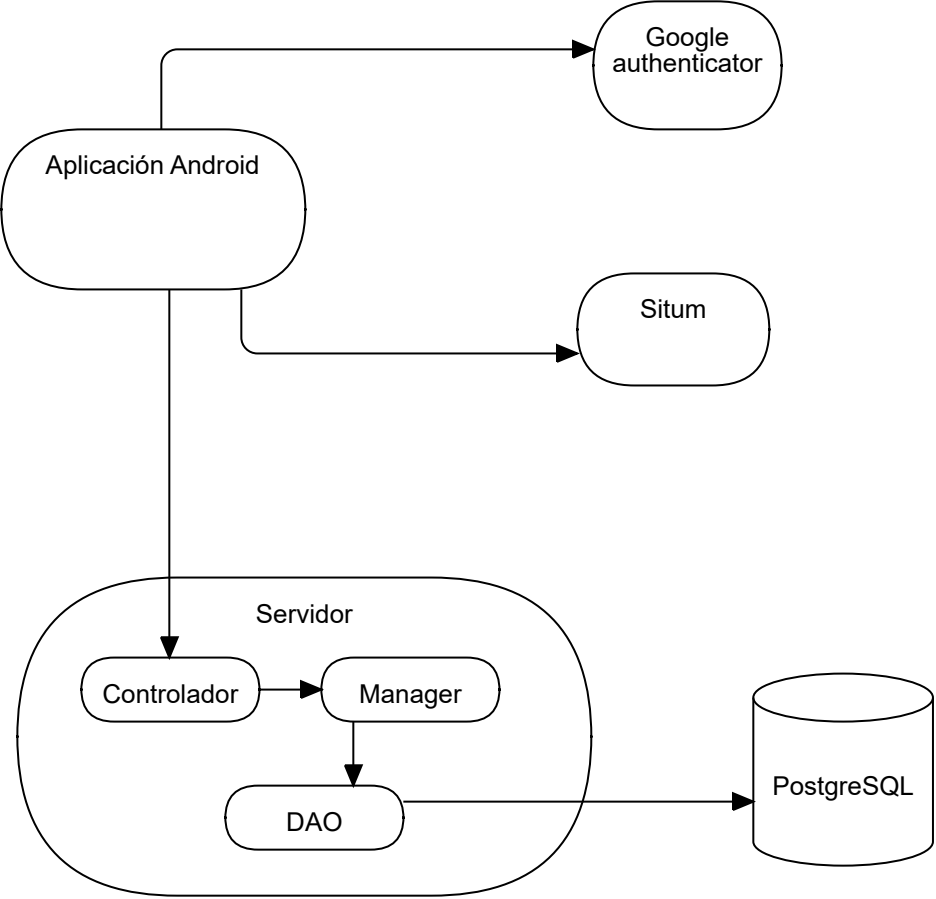 Google
authenticator
Aplicación Android
Situm
Servidor
Controlador
Manager
DAO
PostgreSQL